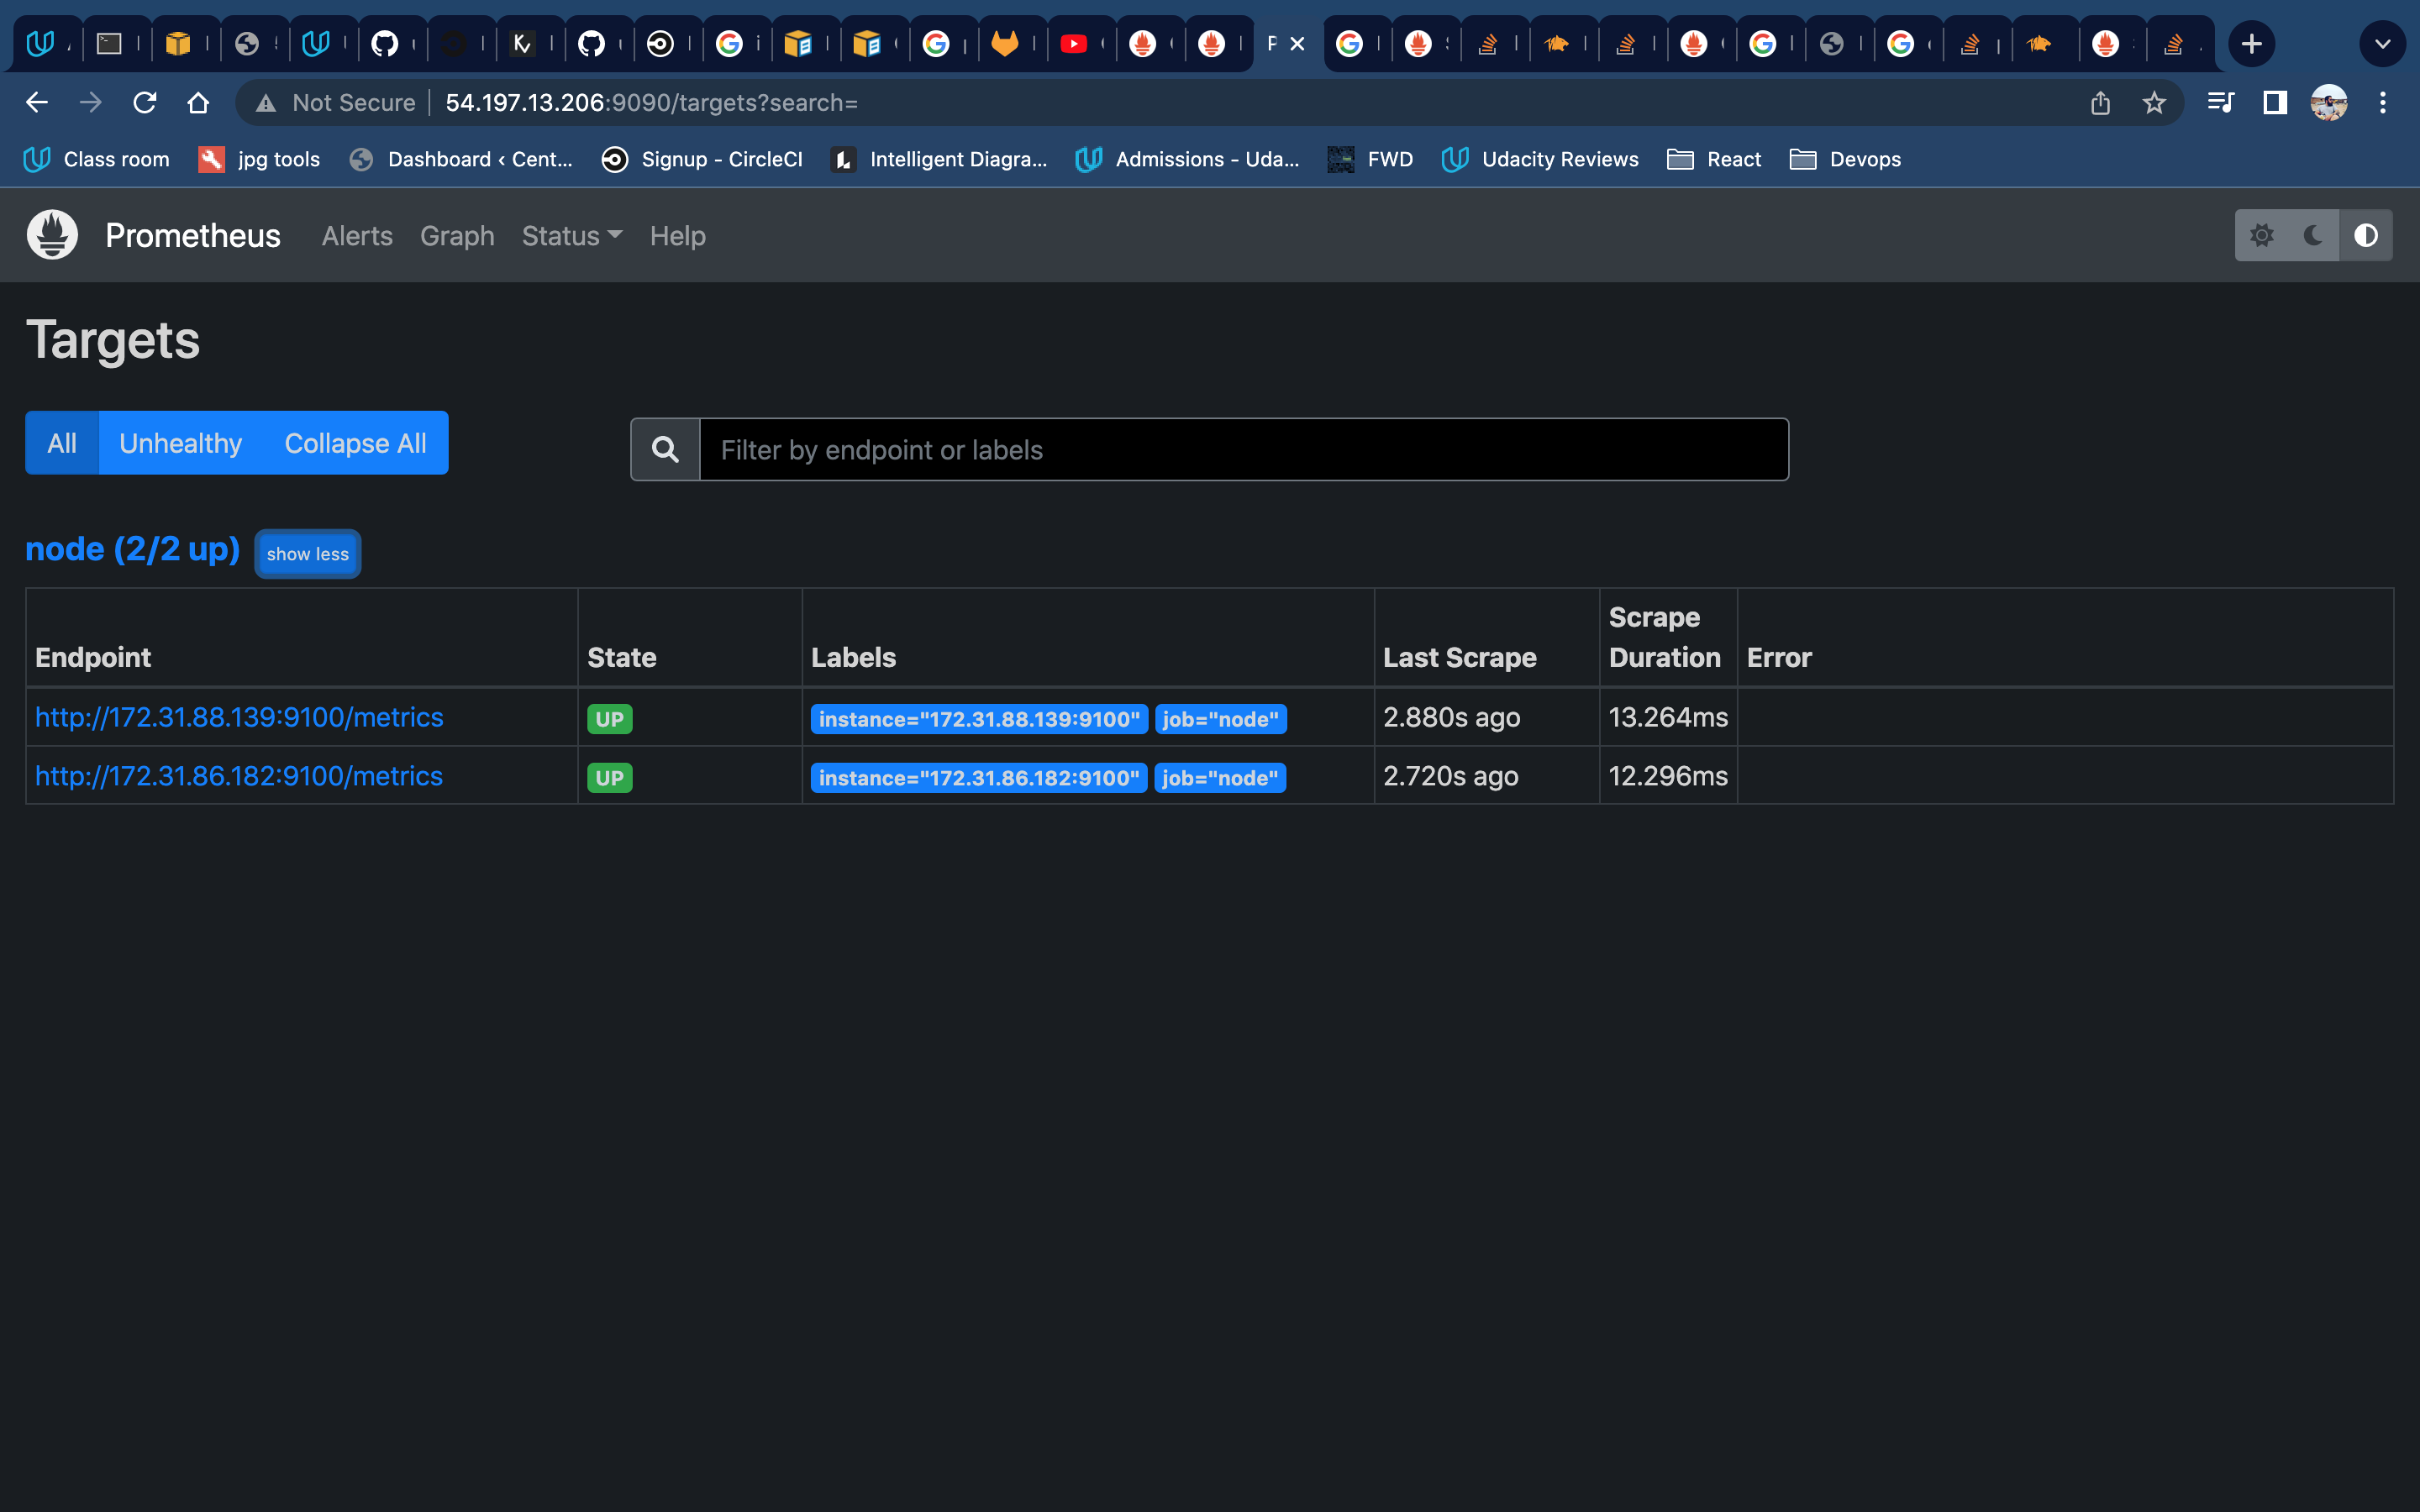 Not Secure 54.197.13.206:9090/targets?search=
Class room jpg tools Dashboard ‹ Cent... Signup - CircleCI Intelligent Diagra... Admissions - Uda... FWD Udacity Reviews React Devops
Prometheus Alerts Graph Status Help
Targets
All Unhealthy Collapse All Filter by endpoint or labels
node (2/2 up) show less
Endpoint State Labels Last Scrape Scrape Duration Error
http://172.31.88.139:9100/metrics UP instance="172.31.88.139:9100" job="node" 2.880s ago 13.264ms
http://172.31.86.182:9100/metrics UP instance="172.31.86.182:9100" job="node" 2.720s ago 12.296ms